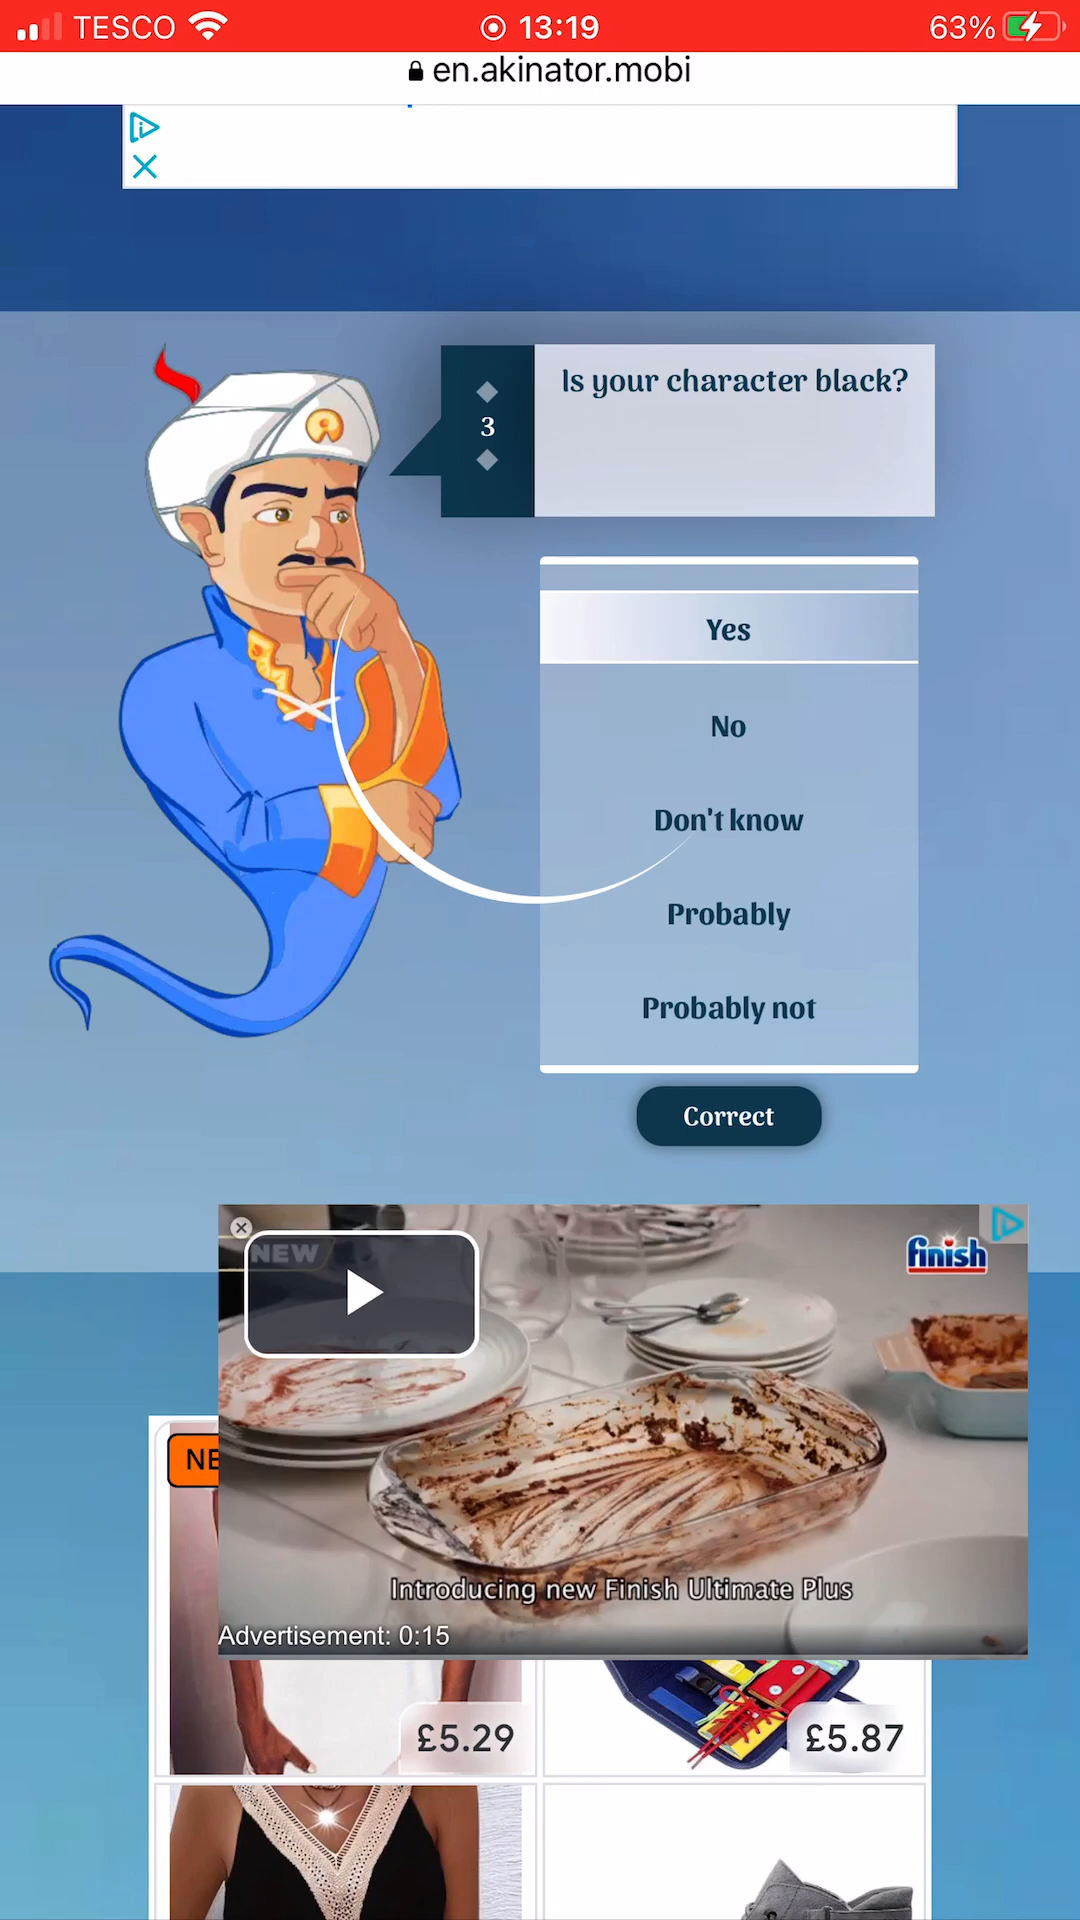 TESCO 13:19 63%
en.akinator.mobi
3
Is your character black?
Yes
No
Don't know
Probably
Probably not
Correct
NEW
finish
NE
Introducing new Finish Ultimate Plus
Advertisement: 0:15
£5.29
£5.87